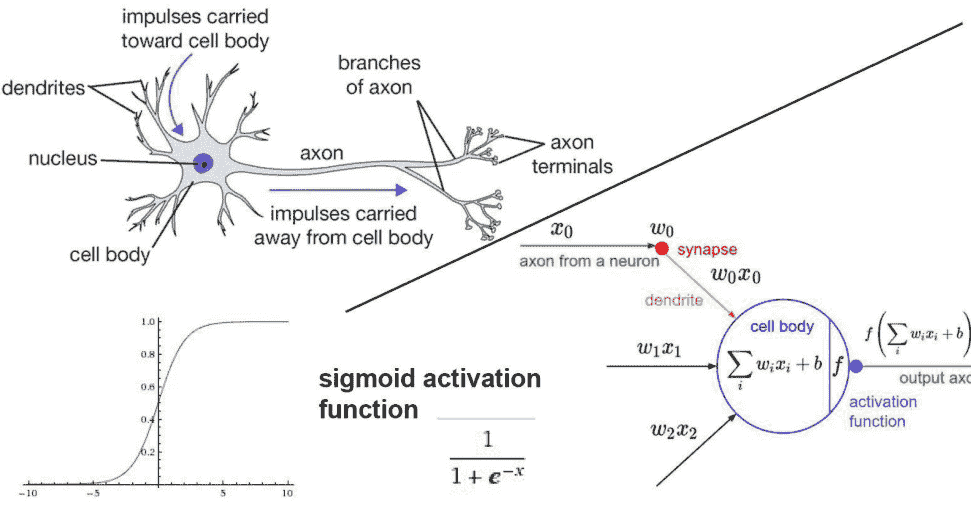 impulses carried
toward cell body
dendrites
nucleus
cell body
axon
impulses carried
away from cell body
branches
of axon
axon
terminals
x₀
w₀
synapse
axon from a neuron
w₀x₀
dendrite
cell body
w₁x₁
∑ᵢ wᵢxᵢ + b
f
f(∑ᵢ wᵢxᵢ + b)
output axo
activation
function
w₂x₂
sigmoid activation
function
1
1 + e⁻ˣ
1.0
0.8
0.6
0.4
0.2
−10 −5 5 10